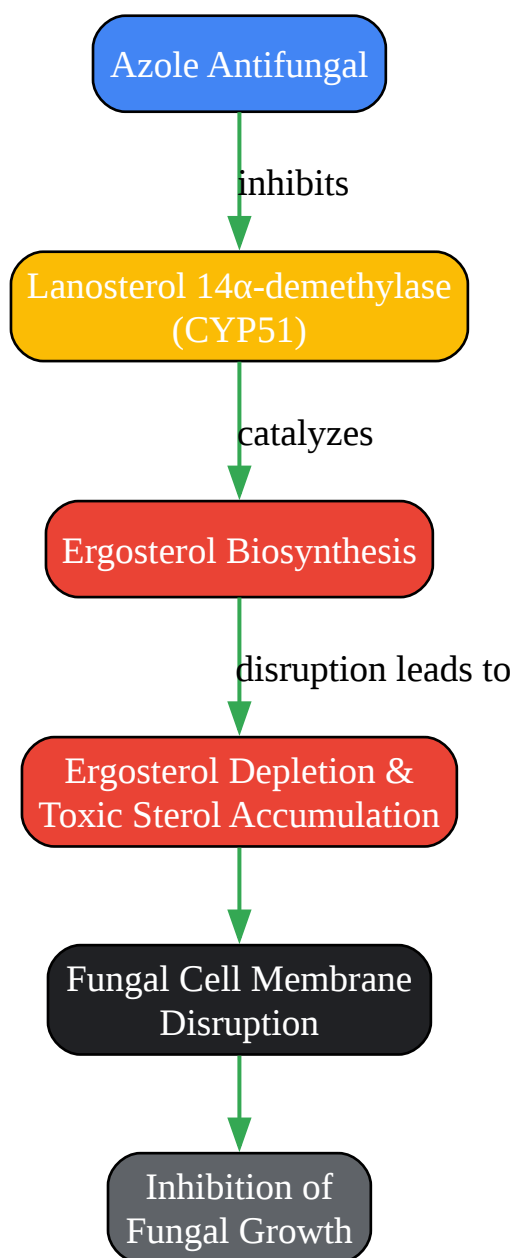 Azole Antifungal
inhibits
Lanosterol 14α-demethylase
(CYP51)
catalyzes
Ergosterol Biosynthesis
disruption leads to
Ergosterol Depletion &
Toxic Sterol Accumulation
Fungal Cell Membrane
Disruption
Inhibition of
Fungal Growth